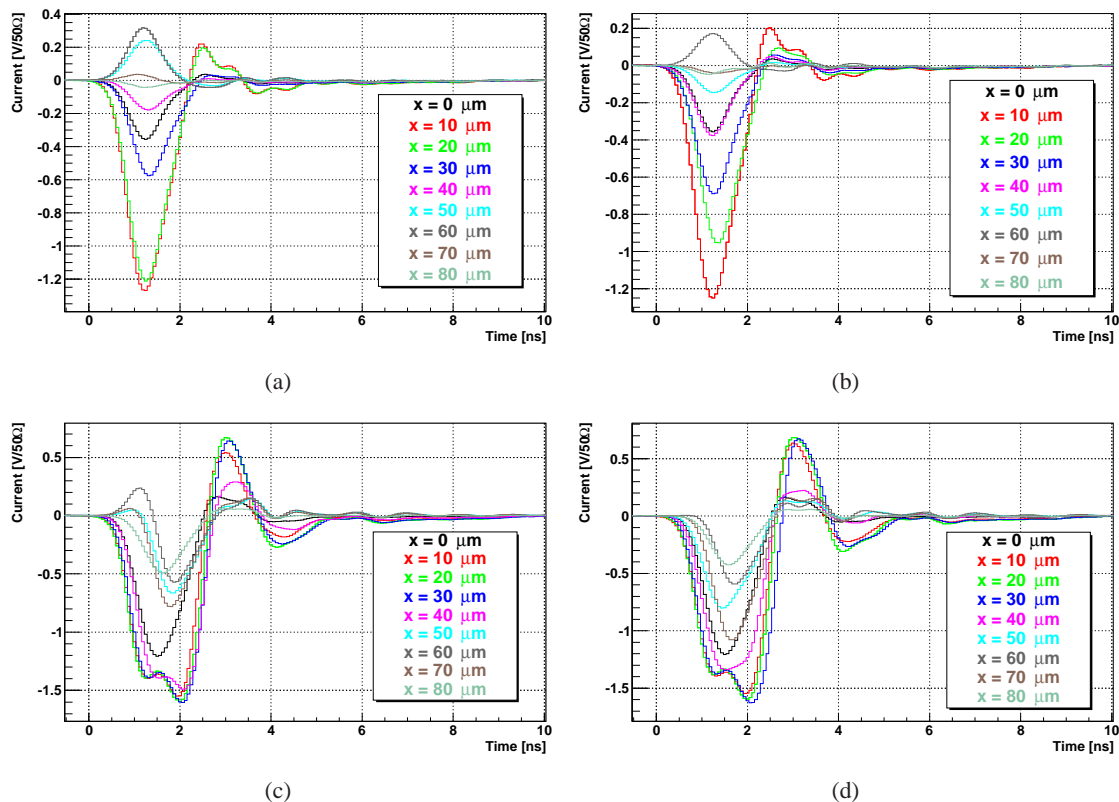 0.4
0.2
0
-0.2
-0.4
-0.6
-0.8
-1
-1.2
Current [V/50Ω]
x = 0 μm
x = 10 μm
x = 20 μm
x = 30 μm
x = 40 μm
x = 50 μm
x = 60 μm
x = 70 μm
x = 80 μm
0 2 4 6 8 10
Time [ns]
(a)
0.2
0
-0.2
-0.4
-0.6
-0.8
-1
-1.2
Current [V/50Ω]
x = 0 μm
x = 10 μm
x = 20 μm
x = 30 μm
x = 40 μm
x = 50 μm
x = 60 μm
x = 70 μm
x = 80 μm
0 2 4 6 8 10
Time [ns]
(b)
0.5
0
-0.5
-1
-1.5
Current [V/50Ω]
x = 0 μm
x = 10 μm
x = 20 μm
x = 30 μm
x = 40 μm
x = 50 μm
x = 60 μm
x = 70 μm
x = 80 μm
0 2 4 6 8 10
Time [ns]
(c)
0.5
0
-0.5
-1
-1.5
Current [V/50Ω]
x = 0 μm
x = 10 μm
x = 20 μm
x = 30 μm
x = 40 μm
x = 50 μm
x = 60 μm
x = 70 μm
x = 80 μm
0 2 4 6 8 10
Time [ns]
(d)